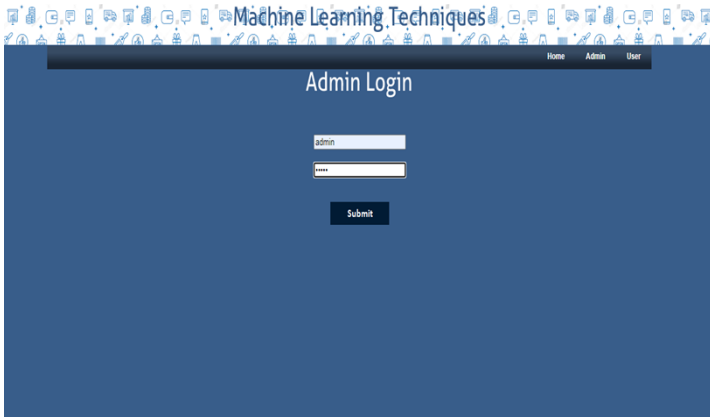 Machine Learning Techniques
Home Admin User
Admin Login
admin
•••••
Submit